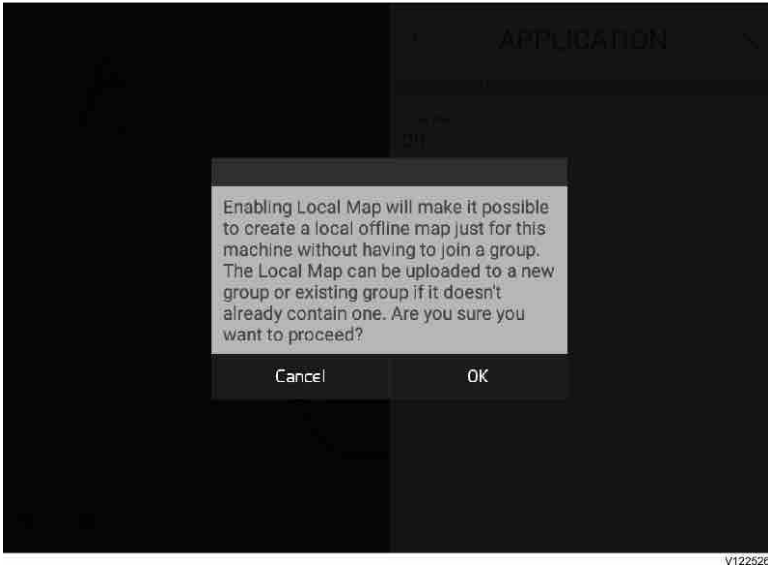 APPLICATION
Off
Enabling Local Map will make it possible
to create a local offline map just for this
machine without having to join a group.
The Local Map can be uploaded to a new
group or existing group if it doesn't
already contain one. Are you sure you
want to proceed?
Cancel
OK
V122526